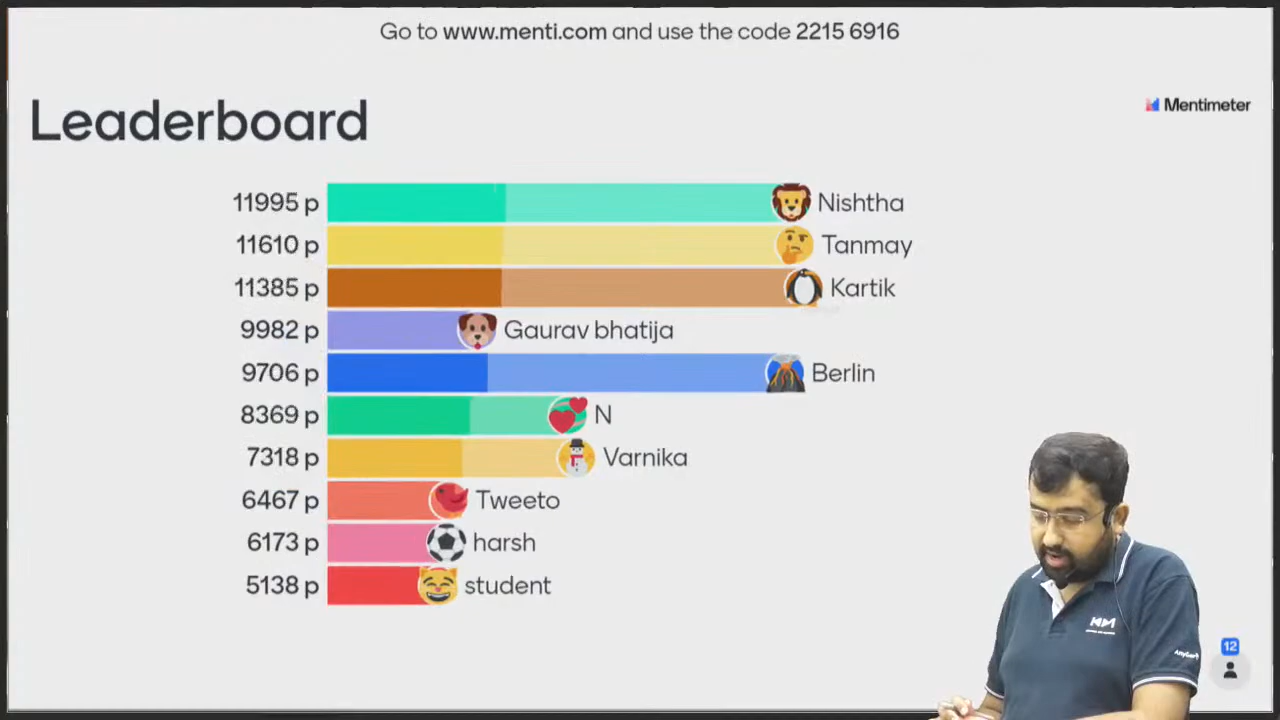 Go to www.menti.com and use the code 2215 6916
Leaderboard
Mentimeter
11995 p Nishtha
11610 p Tanmay
11385 p Kartik
9982 p Gaurav bhatija
9706 p Berlin
8369 p N
7318 p Varnika
6467 p Tweeto
6173 p harsh
5138 p student
12